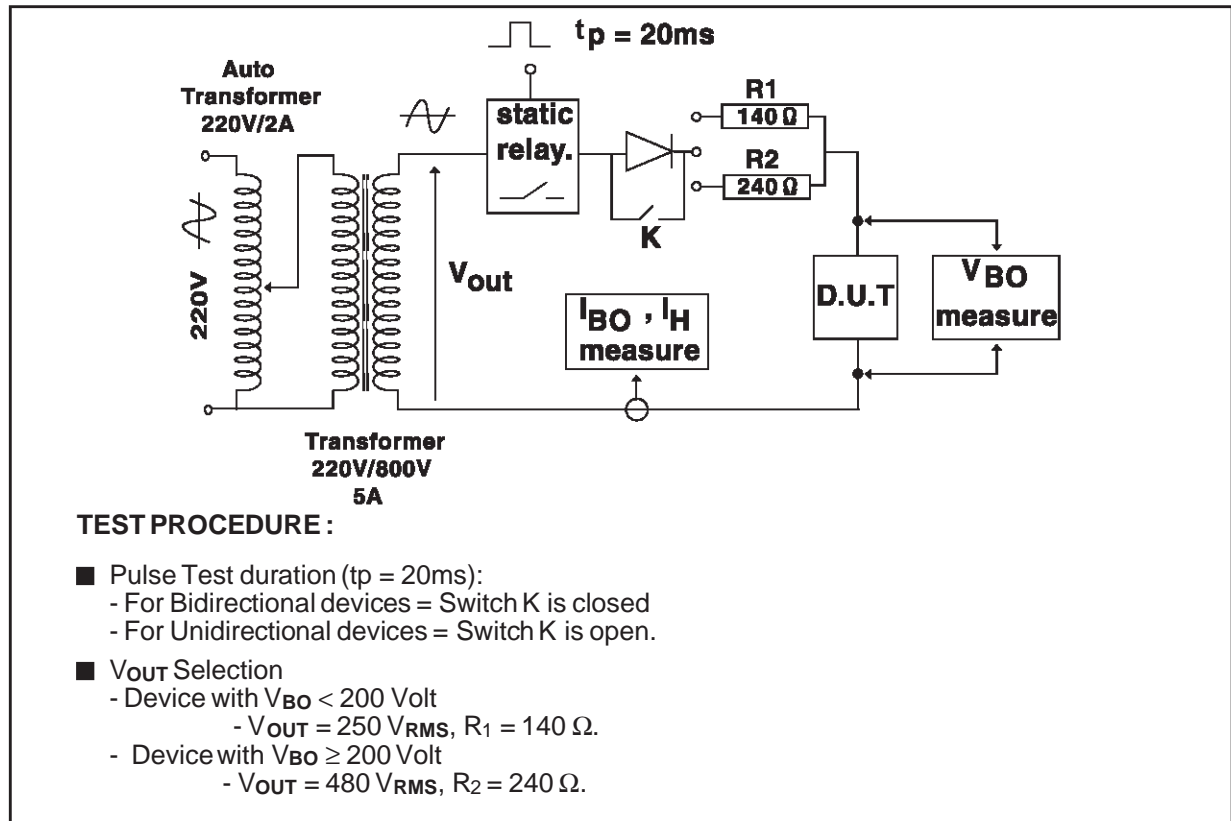 tp = 20ms
Auto
Transformer
220V/2A
220V
Transformer
220V/800V
5A
Vout
static
relay.
K
R1
140 Ω
R2
240 Ω
IBO , IH
measure
D.U.T
VBO
measure
TEST PROCEDURE :
■ Pulse Test duration (tp = 20ms):
- For Bidirectional devices = Switch K is closed
- For Unidirectional devices = Switch K is open.
■ VOUT Selection
- Device with VBO < 200 Volt
- VOUT = 250 VRMS, R1 = 140 Ω.
- Device with VBO ≥ 200 Volt
- VOUT = 480 VRMS, R2 = 240 Ω.